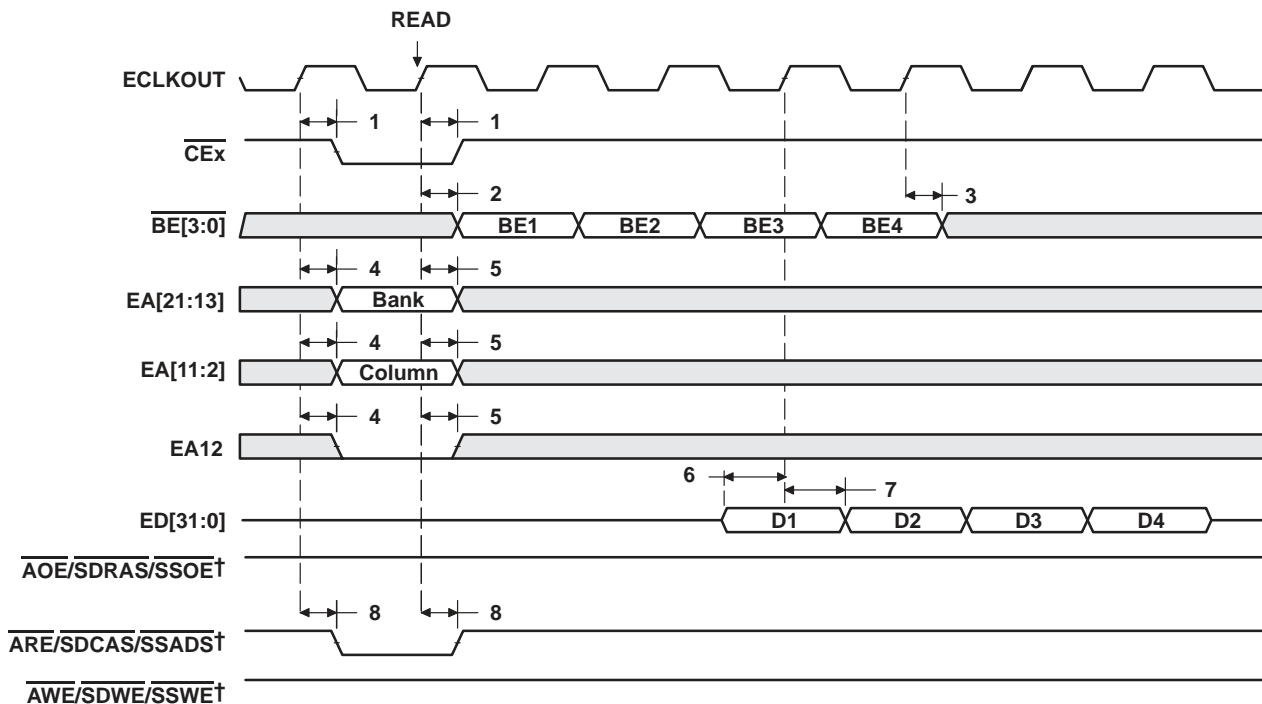 READ
ECLKOUT
1 1
CEx
2 3
BE[3:0] BE1 BE2 BE3 BE4
4 5
EA[21:13] Bank
4 5
EA[11:2] Column
4 5
EA12
6 7
ED[31:0] D1 D2 D3 D4
AOE/SDRAS/SSOE†
8 8
ARE/SDCAS/SSADS†
AWE/SDWE/SSWE†